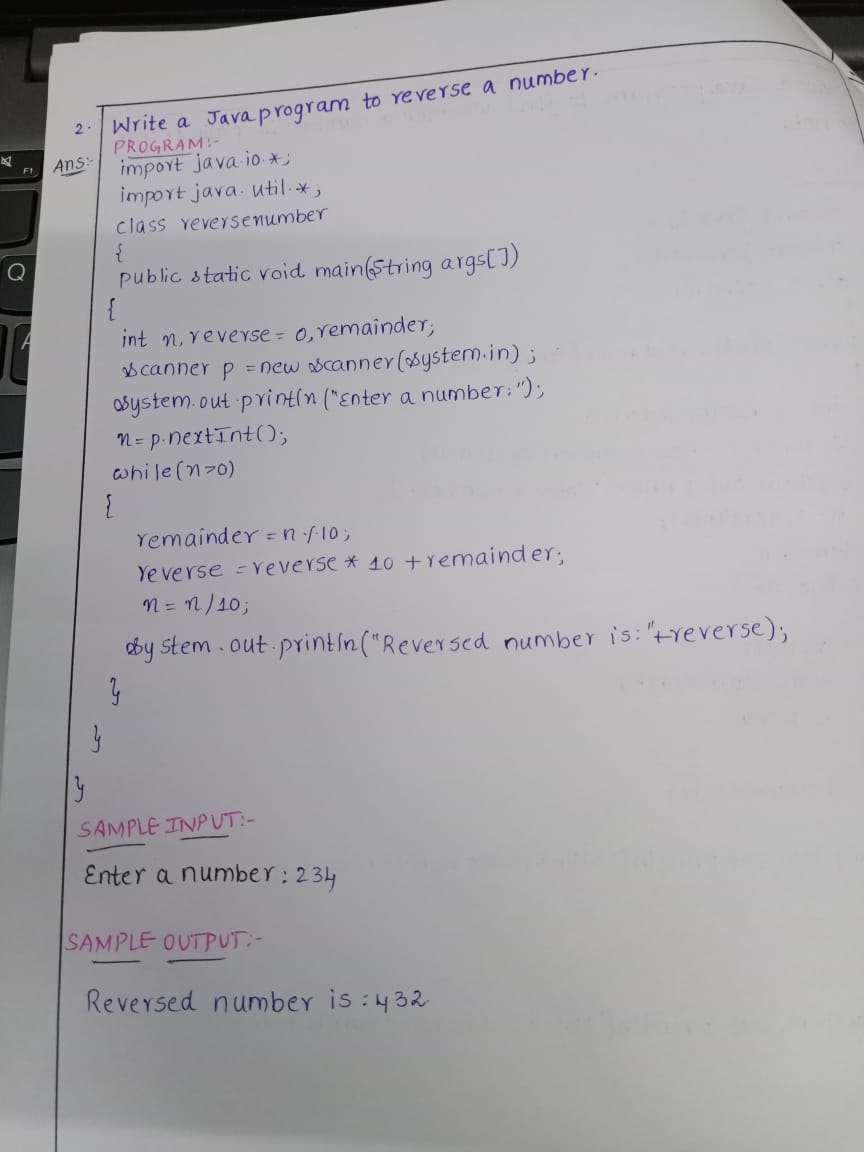 2. Write a Java program to reverse a number.
PROGRAM:-
Ans:- import java.io.*;
import java.util.*;
class reversenumber
{
public static void main(String args[])
{
int n, reverse = 0, remainder;
Scanner p = new Scanner(System.in);
System.out.println("Enter a number:");
n = p.nextInt();
while(n>0)
{
remainder = n % 10;
reverse = reverse * 10 + remainder;
n = n/10;
System.out.println("Reversed number is:"+reverse);
}
}
}
SAMPLE INPUT:-
Enter a number: 234
SAMPLE OUTPUT:-
Reversed number is : 432
F1
Q
A